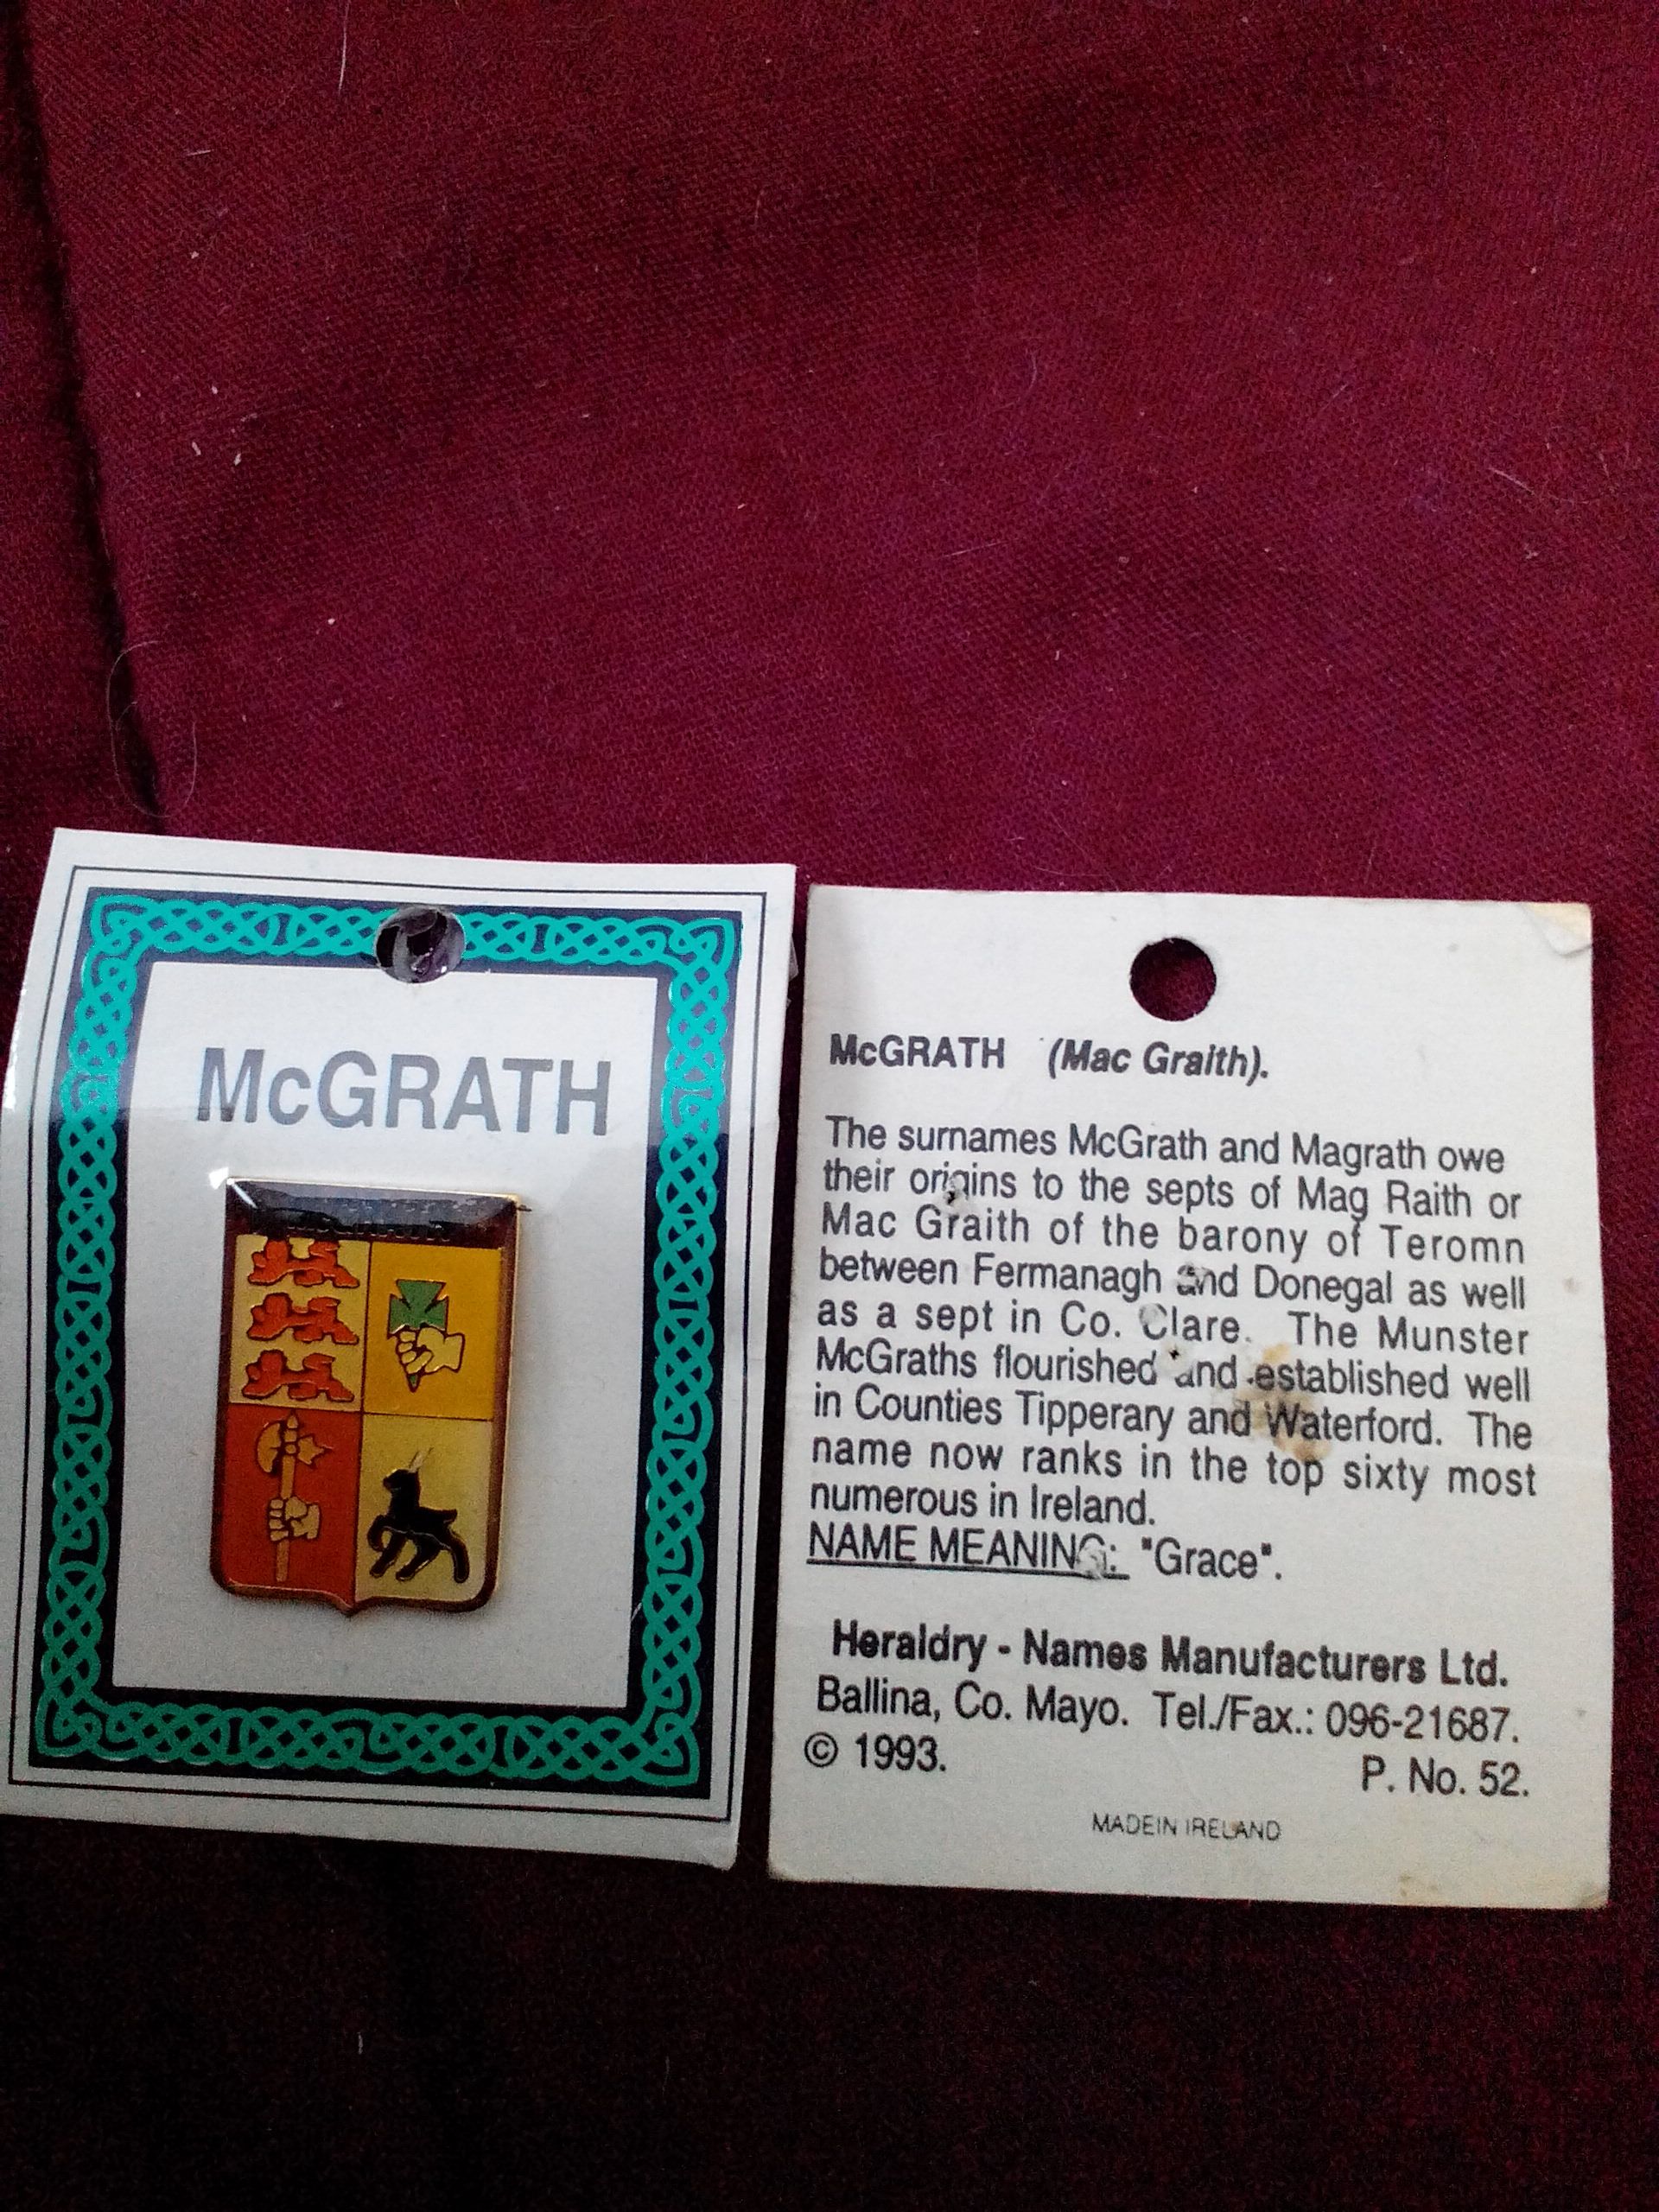 McGRATH
McGRATH (Mac Graith).
The surnames McGrath and Magrath owe
their origins to the septs of Mag Raith or
Mac Graith of the barony of Teromn
between Fermanagh and Donegal as well
as a sept in Co. Clare. The Munster
McGraths flourished and established well
in Counties Tipperary and Waterford. The
name now ranks in the top sixty most
numerous in Ireland.
NAME MEANING: "Grace".
Heraldry - Names Manufacturers Ltd.
Ballina, Co. Mayo. Tel./Fax.: 096-21687.
© 1993. P. No. 52.
MADEIN IRELAND